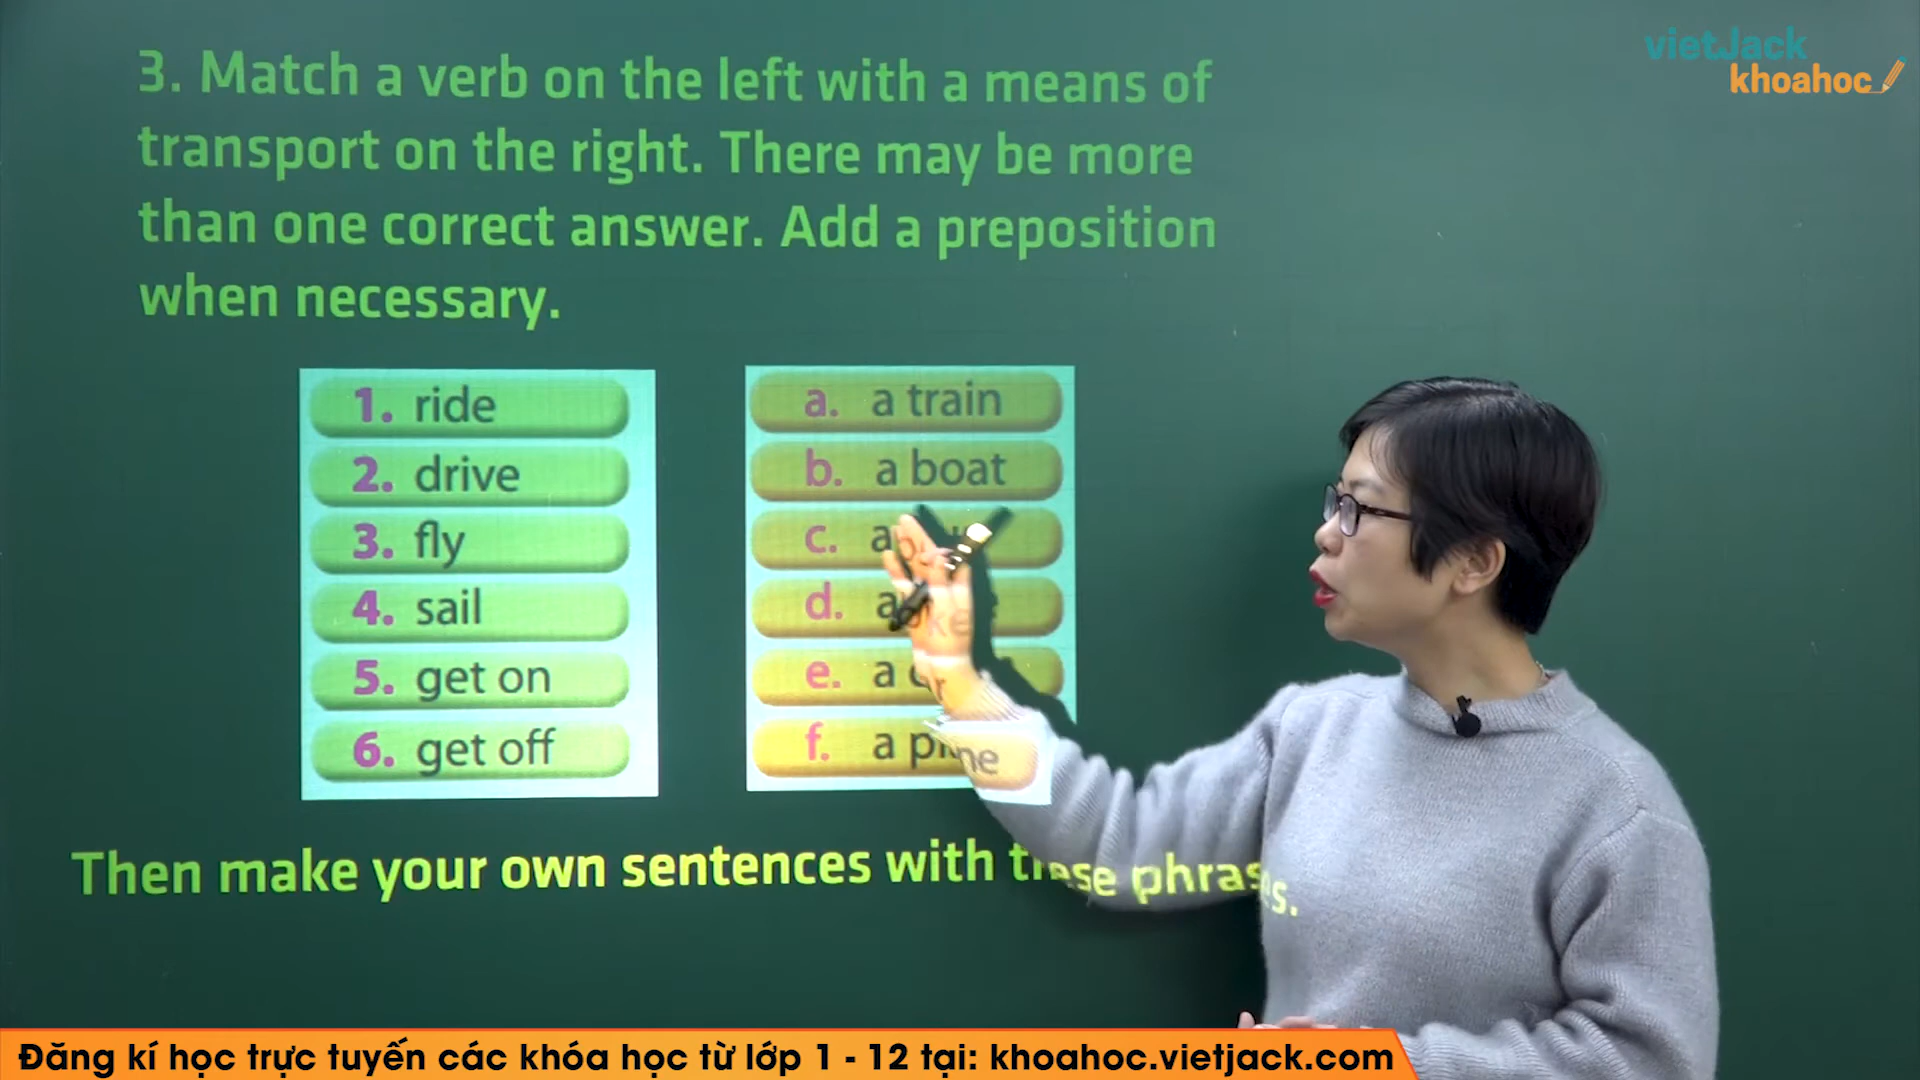 vietJack
khoahoc
3. Match a verb on the left with a means of
transport on the right. There may be more
than one correct answer. Add a preposition
when necessary.
1. ride
2. drive
3. fly
4. sail
5. get on
6. get off
a. a train
b. a boat
c. a
d. a
e. a
f. a plane
Then make your own sentences with these phrases.
Đăng kí học trực tuyến các khóa học từ lớp 1 - 12 tại: khoahoc.vietjack.com